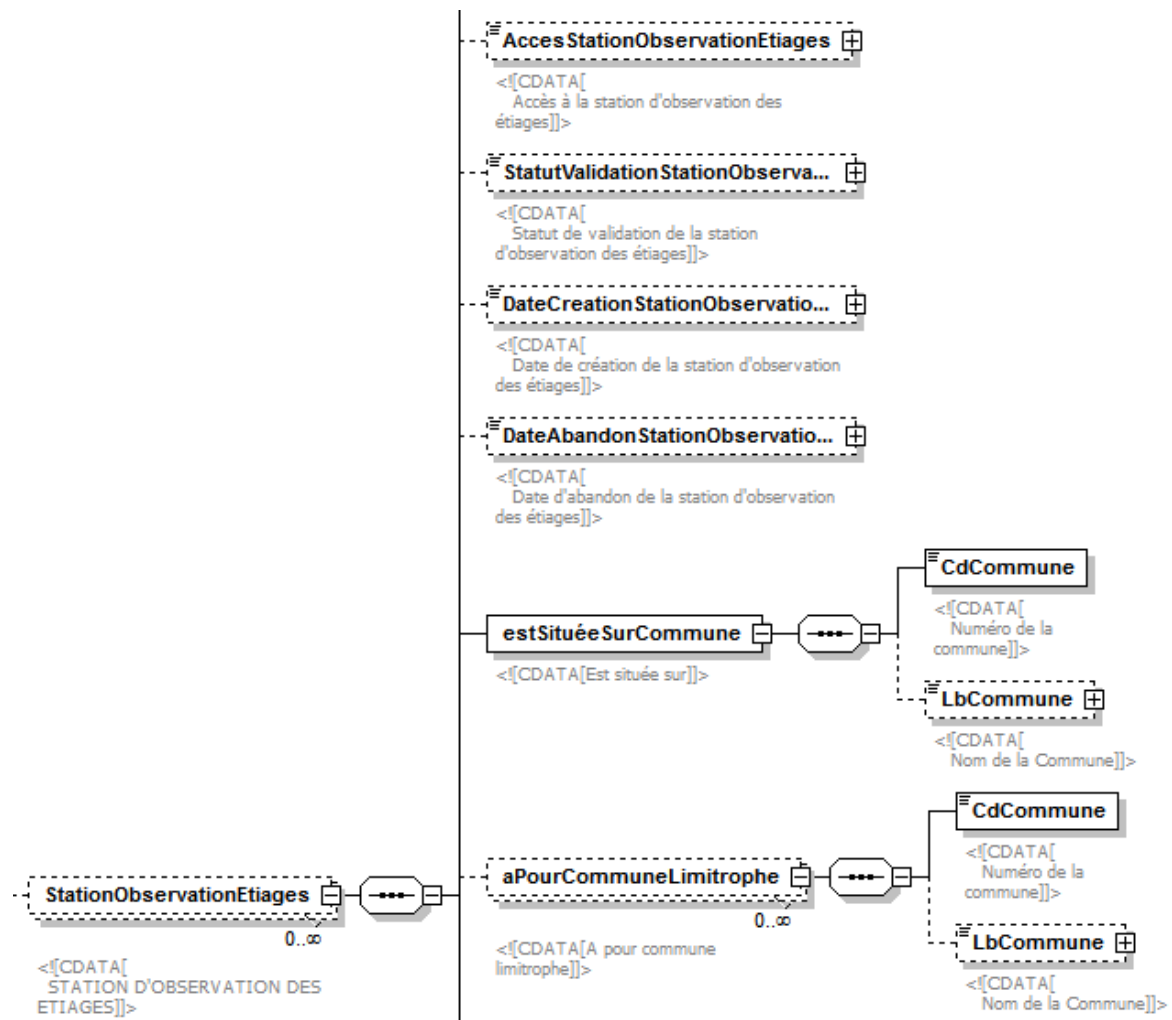 AccesStationObservationEtiages
<![CDATA[
Accès à la station d'observation des
étiages]]>
StatutValidationStationObserva...
<![CDATA[
Statut de validation de la station
d'observation des étiages]]>
DateCreationStationObservatio...
<![CDATA[
Date de création de la station d'observation
des étiages]]>
DateAbandonStationObservatio...
<![CDATA[
Date d'abandon de la station d'observation
des étiages]]>
estSituéeSurCommune
<![CDATA[Est située sur]]>
CdCommune
<![CDATA[
Numéro de la
commune]]>
LbCommune
<![CDATA[
Nom de la Commune]]>
StationObservationEtiages
0..∞
<![CDATA[
STATION D'OBSERVATION DES
ETIAGES]]>
aPourCommuneLimitrophe
0..∞
<![CDATA[A pour commune
limitrophe]]>
CdCommune
<![CDATA[
Numéro de la
commune]]>
LbCommune
<![CDATA[
Nom de la Commune]]>